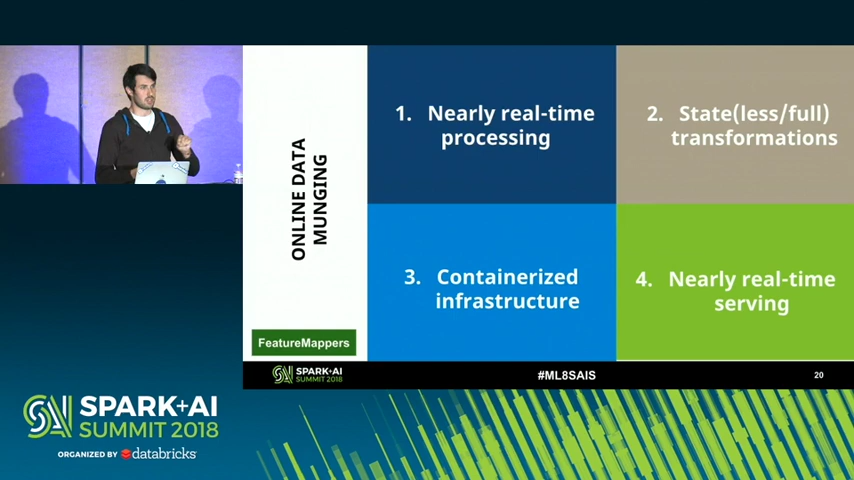 ONLINE DATA
MUNGING
1. Nearly real-time
processing
2. State(less/full)
transformations
3. Containerized
infrastructure
4. Nearly real-time
serving
FeatureMappers
SPARK+AI
SUMMIT 2018
#ML8SAIS
20
SPARK+AI
SUMMIT 2018
ORGANIZED BY databricks